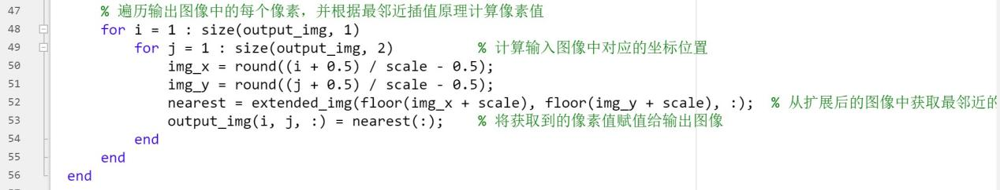 47 % 遍历输出图像中的每个像素，并根据最邻近插值原理计算像素值
48 for i = 1 : size(output_img, 1)
49 for j = 1 : size(output_img, 2) % 计算输入图像中对应的坐标位置
50 img_x = round((i + 0.5) / scale - 0.5);
51 img_y = round((j + 0.5) / scale - 0.5);
52 nearest = extended_img(floor(img_x + scale), floor(img_y + scale), :); % 从扩展后的图像中获取最邻近的
53 output_img(i, j, :) = nearest(:); % 将获取到的像素值赋值给输出图像
54 end
55 end
56 end